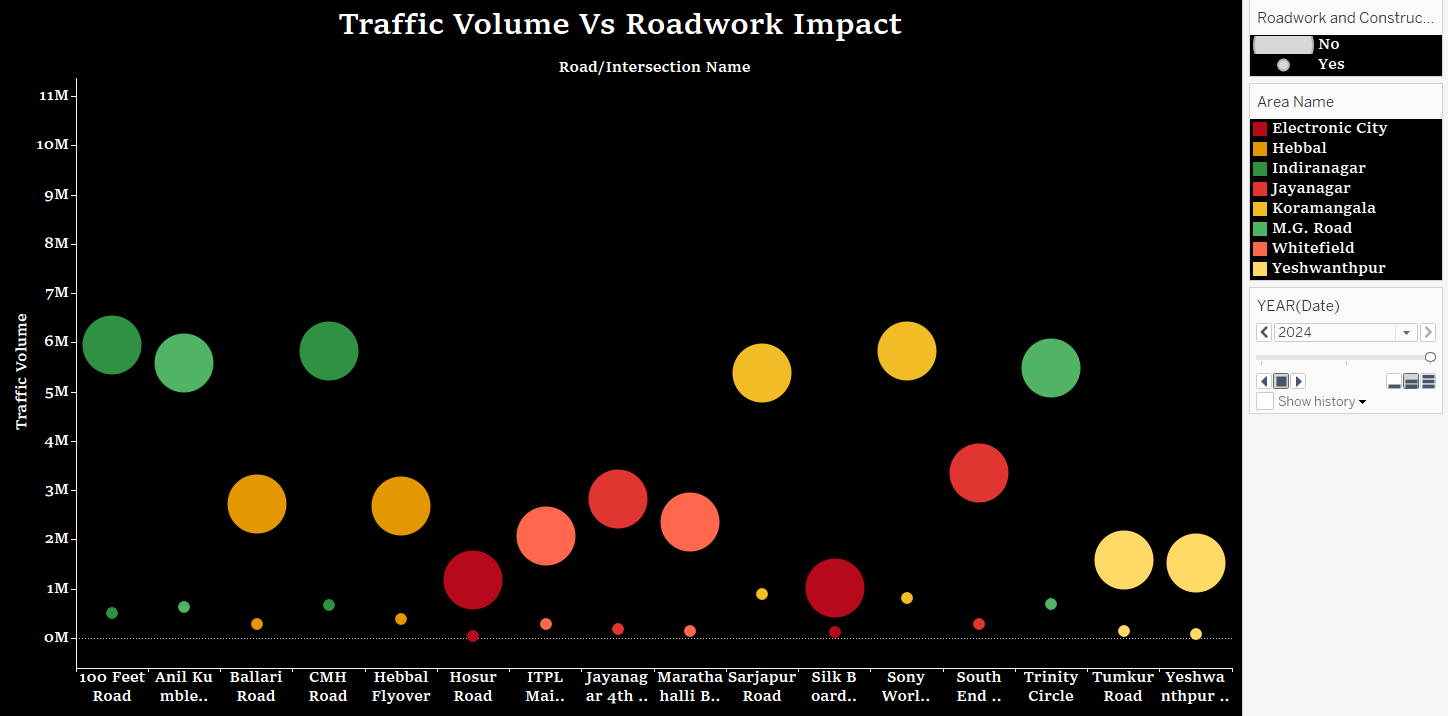 Traffic Volume Vs Roadwork Impact
Road/Intersection Name
Traffic Volume
11M
10M
9M
8M
7M
6M
5M
4M
3M
2M
1M
0M
100 Feet Road
Anil Ku mble..
Ballari Road
CMH Road
Hebbal Flyover
Hosur Road
ITPL Mai..
Jayanag ar 4th ..
Maratha halli B..
Sarjapur Road
Silk B oard..
Sony Worl..
South End ..
Trinity Circle
Tumkur Road
Yeshwa nthpur ..
Roadwork and Construc...
No
Yes
Area Name
Electronic City
Hebbal
Indiranagar
Jayanagar
Koramangala
M.G. Road
Whitefield
Yeshwanthpur
YEAR(Date)
2024
Show history